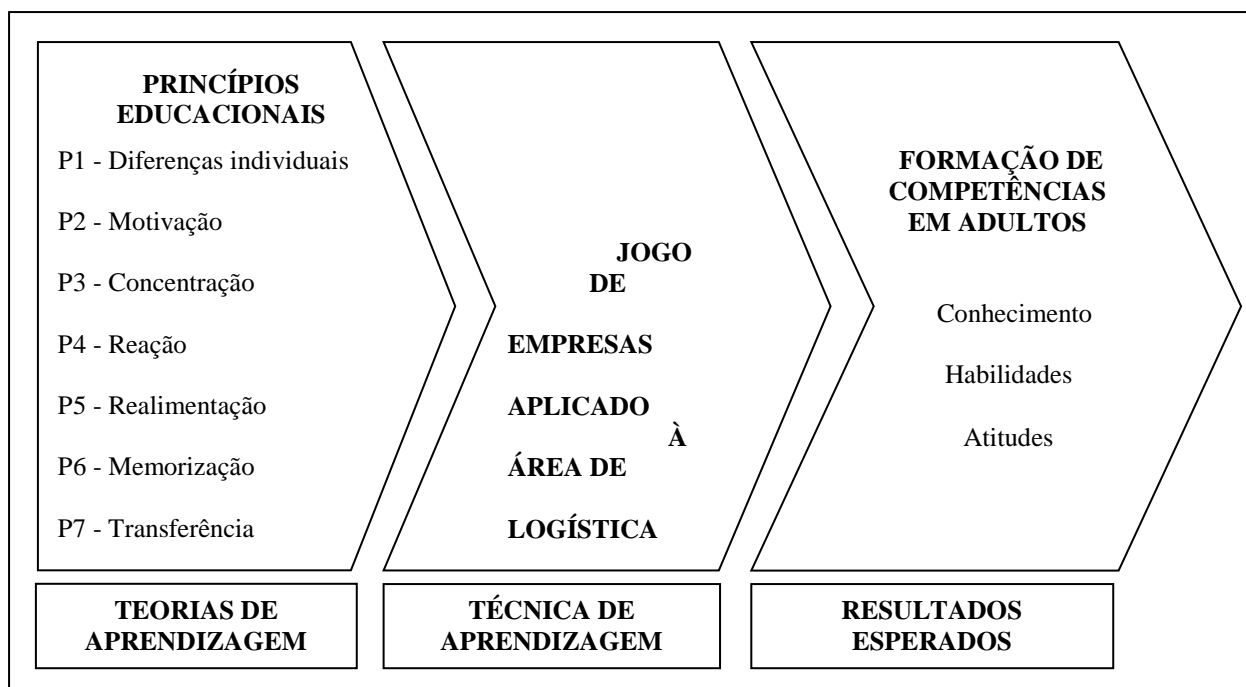 PRINCÍPIOS
EDUCACIONAIS
P1 - Diferenças individuais
P2 - Motivação
P3 - Concentração
P4 - Reação
P5 - Realimentação
P6 - Memorização
P7 - Transferência
JOGO
DE
EMPRESAS
APLICADO
À
ÁREA DE
LOGÍSTICA
FORMAÇÃO DE
COMPETÊNCIAS
EM ADULTOS
Conhecimento
Habilidades
Atitudes
TEORIAS DE
APRENDIZAGEM
TÉCNICA DE
APRENDIZAGEM
RESULTADOS
ESPERADOS